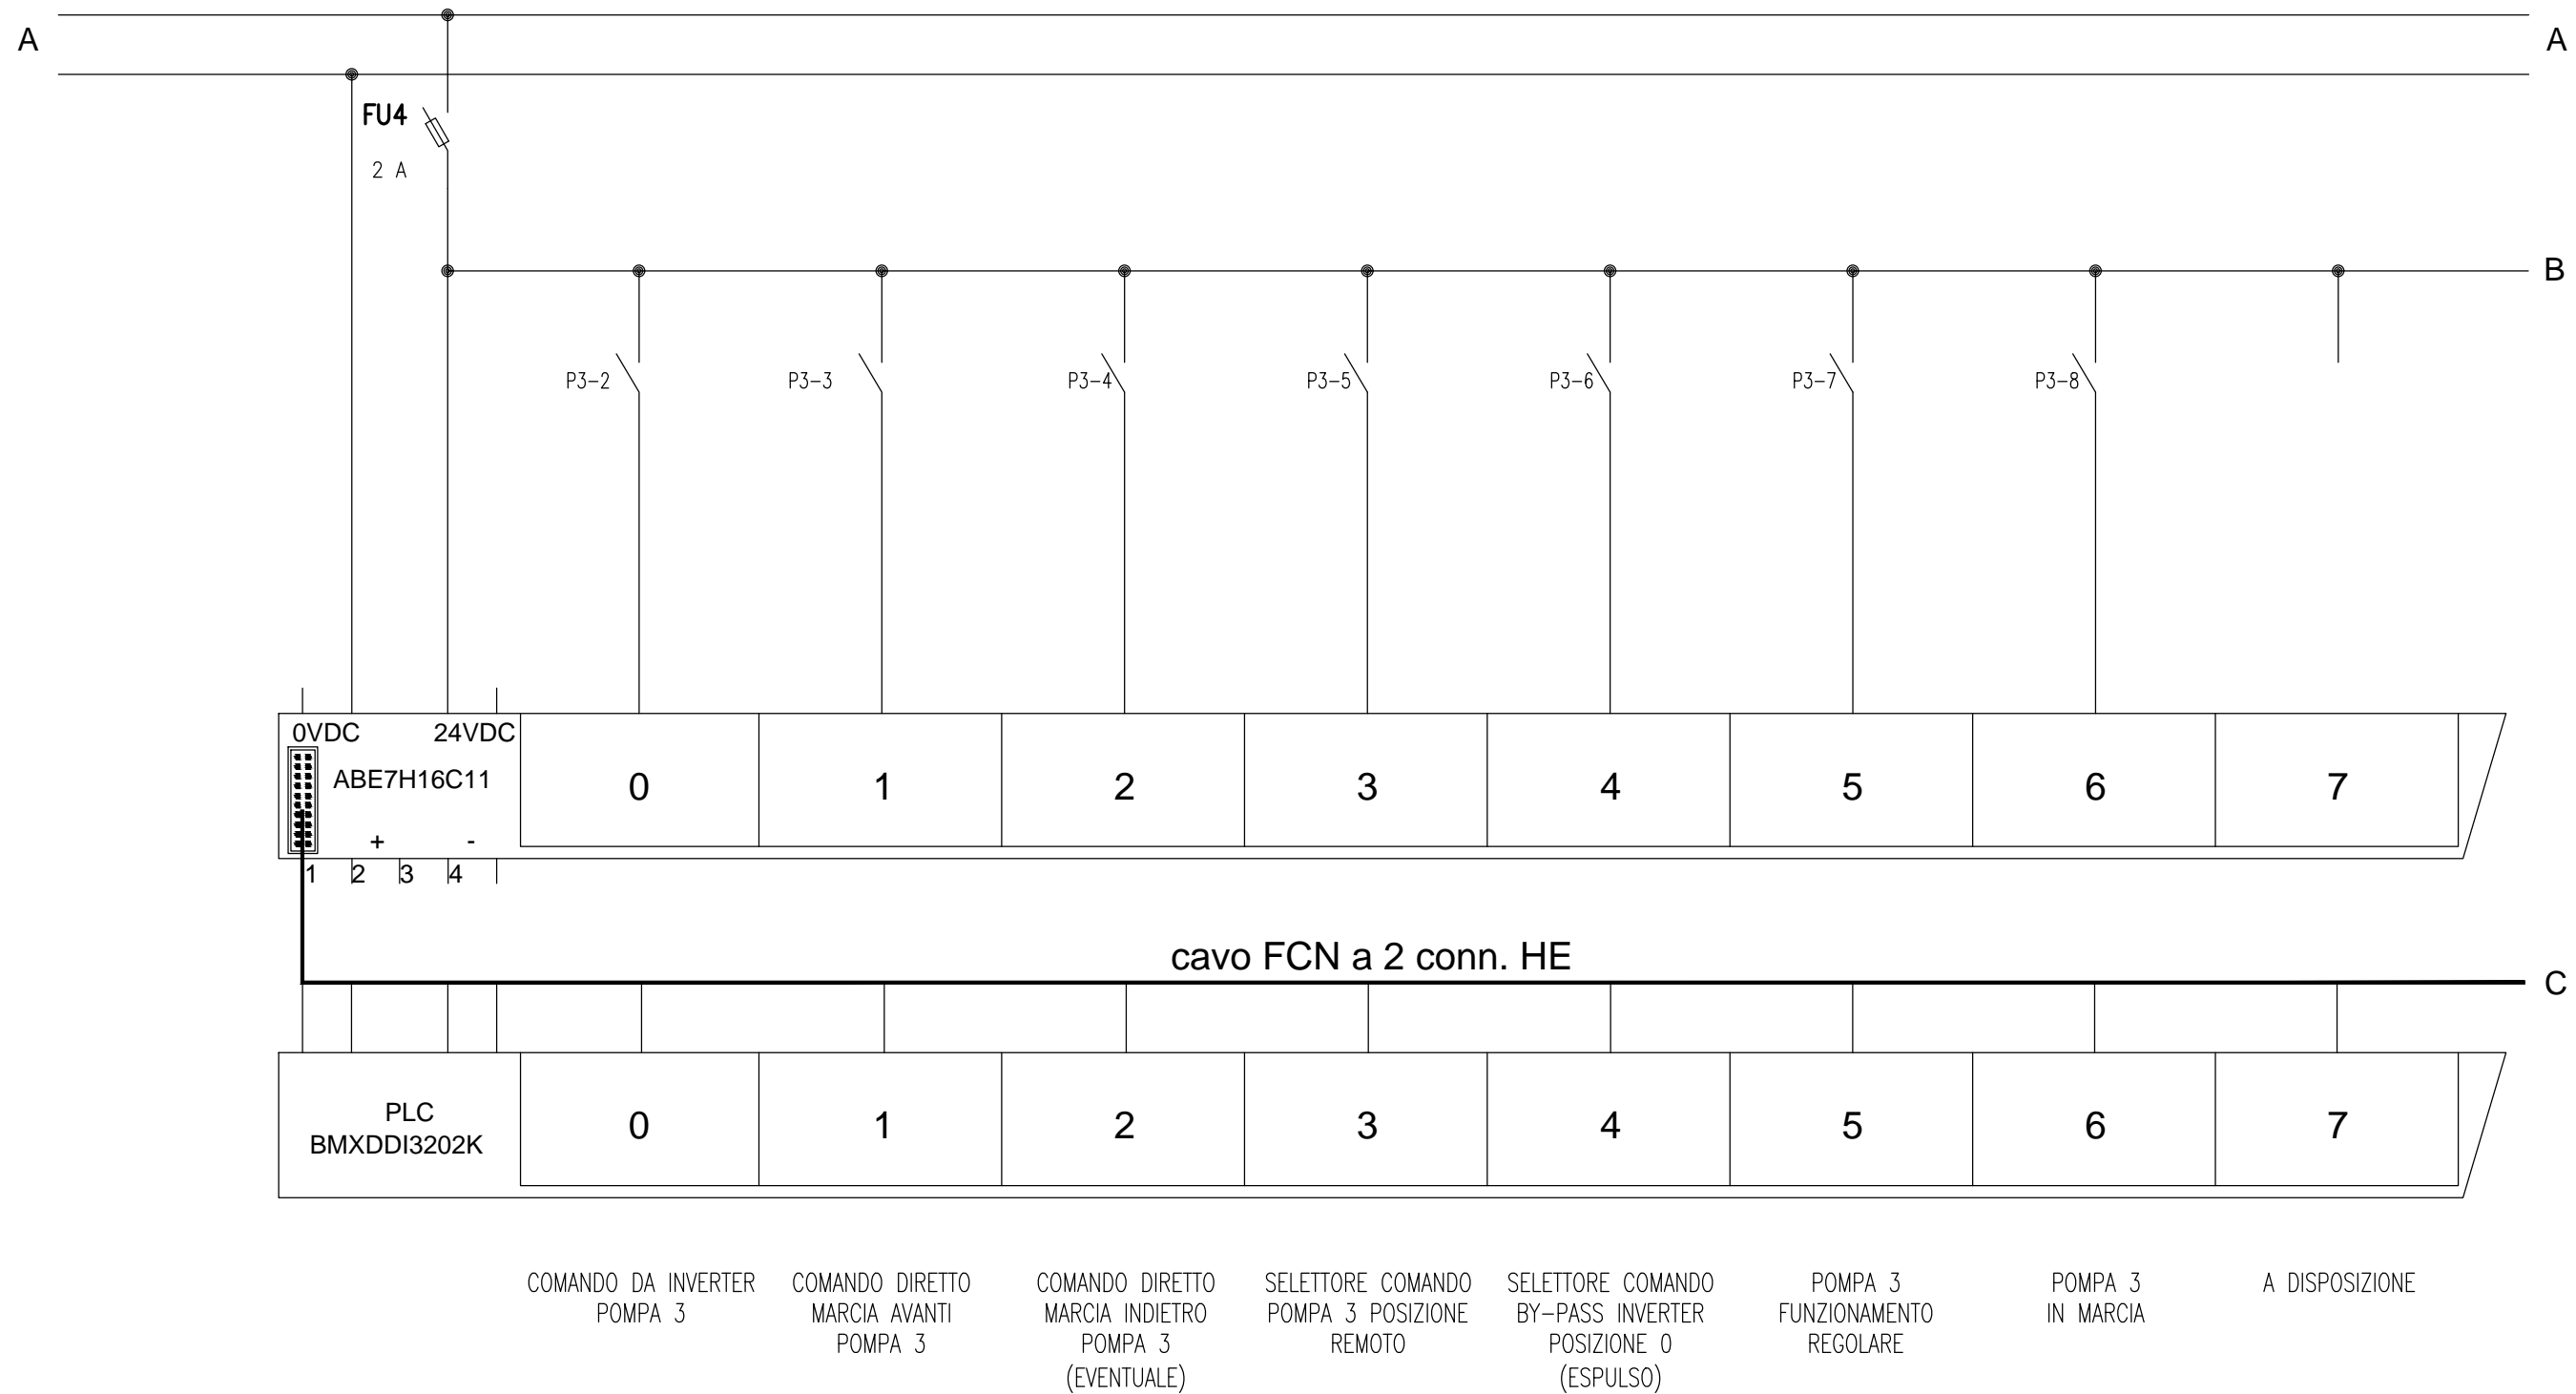 A
A
FU4
2 A
B
P3-2
P3-3
P3-4
P3-5
P3-6
P3-7
P3-8
0VDC
24VDC
ABE7H16C11
+
-
0
1
2
3
4
5
6
7
1
2
3
4
cavo FCN a 2 conn. HE
C
PLC
BMXDDI3202K
0
1
2
3
4
5
6
7
COMANDO DA INVERTER
POMPA 3
COMANDO DIRETTO
MARCIA AVANTI
POMPA 3
COMANDO DIRETTO
MARCIA INDIETRO
POMPA 3
(EVENTUALE)
SELETTORE COMANDO
POMPA 3 POSIZIONE
REMOTO
SELETTORE COMANDO
BY-PASS INVERTER
POSIZIONE 0
(ESPULSO)
POMPA 3
FUNZIONAMENTO
REGOLARE
POMPA 3
IN MARCIA
A DISPOSIZIONE